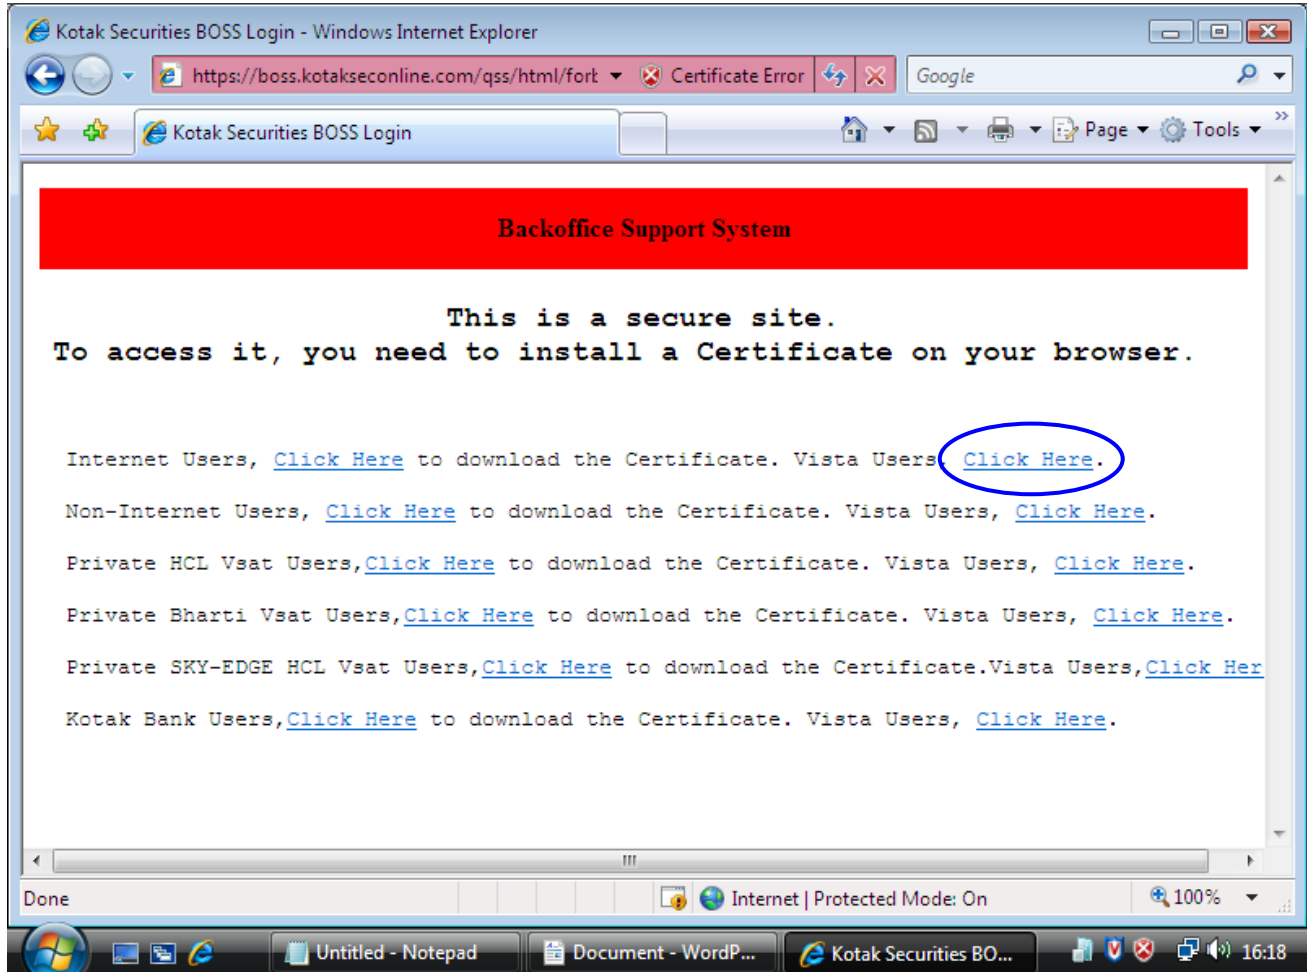 Kotak Securities BOSS Login - Windows Internet Explorer
https://boss.kotakseconline.com/qss/html/fort Certificate Error Google
Kotak Securities BOSS Login Page Tools
Backoffice Support System
This is a secure site.
To access it, you need to install a Certificate on your browser.
Internet Users, Click Here to download the Certificate. Vista Users, Click Here.
Non-Internet Users, Click Here to download the Certificate. Vista Users, Click Here.
Private HCL Vsat Users,Click Here to download the Certificate. Vista Users, Click Here.
Private Bharti Vsat Users,Click Here to download the Certificate. Vista Users, Click Here.
Private SKY-EDGE HCL Vsat Users,Click Here to download the Certificate.Vista Users,Click Her
Kotak Bank Users,Click Here to download the Certificate. Vista Users, Click Here.
Done Internet | Protected Mode: On 100%
Untitled - Notepad Document - WordP... Kotak Securities BO... 16:18